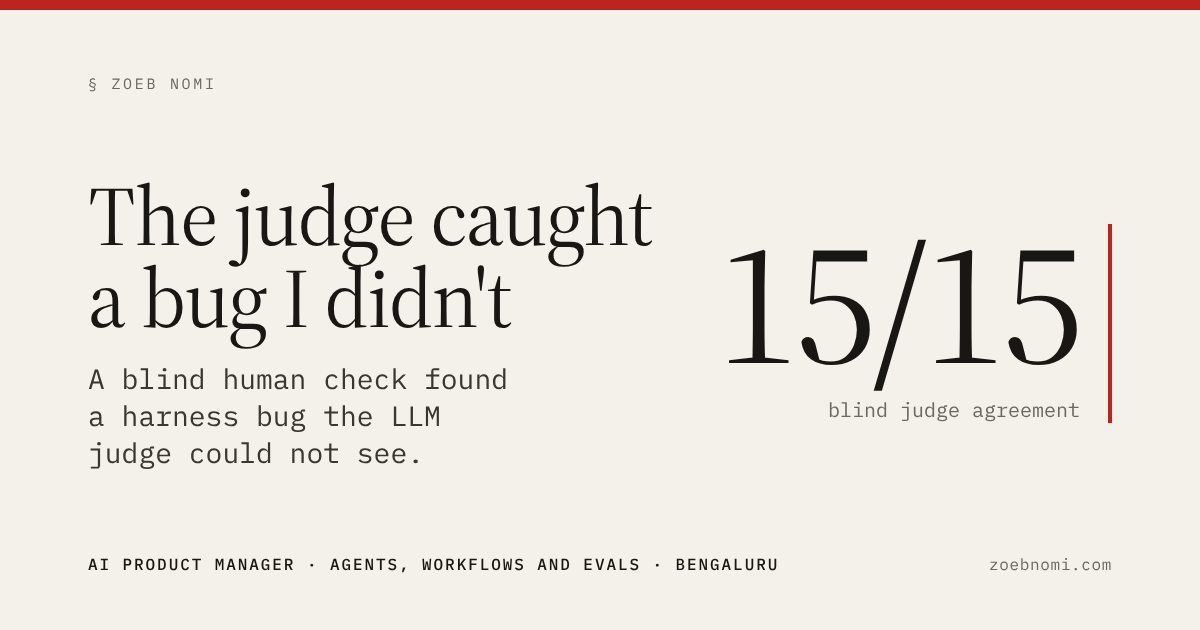 § ZOEB NOMI
The judge caught
a bug I didn't
A blind human check found
a harness bug the LLM
judge could not see.
15/15
blind judge agreement
AI PRODUCT MANAGER · AGENTS, WORKFLOWS AND EVALS · BENGALURU
zoebnomi.com